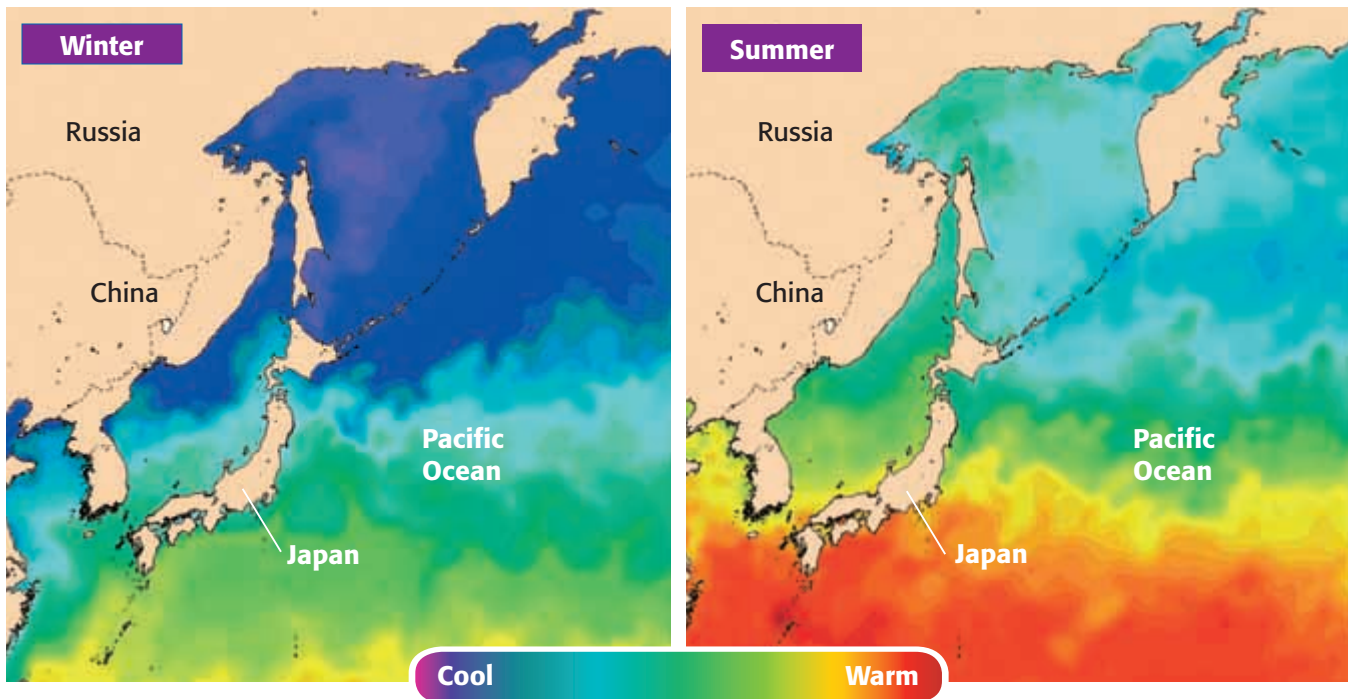 Winter
Russia
China
Pacific
Ocean
Japan
Summer
Russia
China
Pacific
Ocean
Japan
Cool
Warm